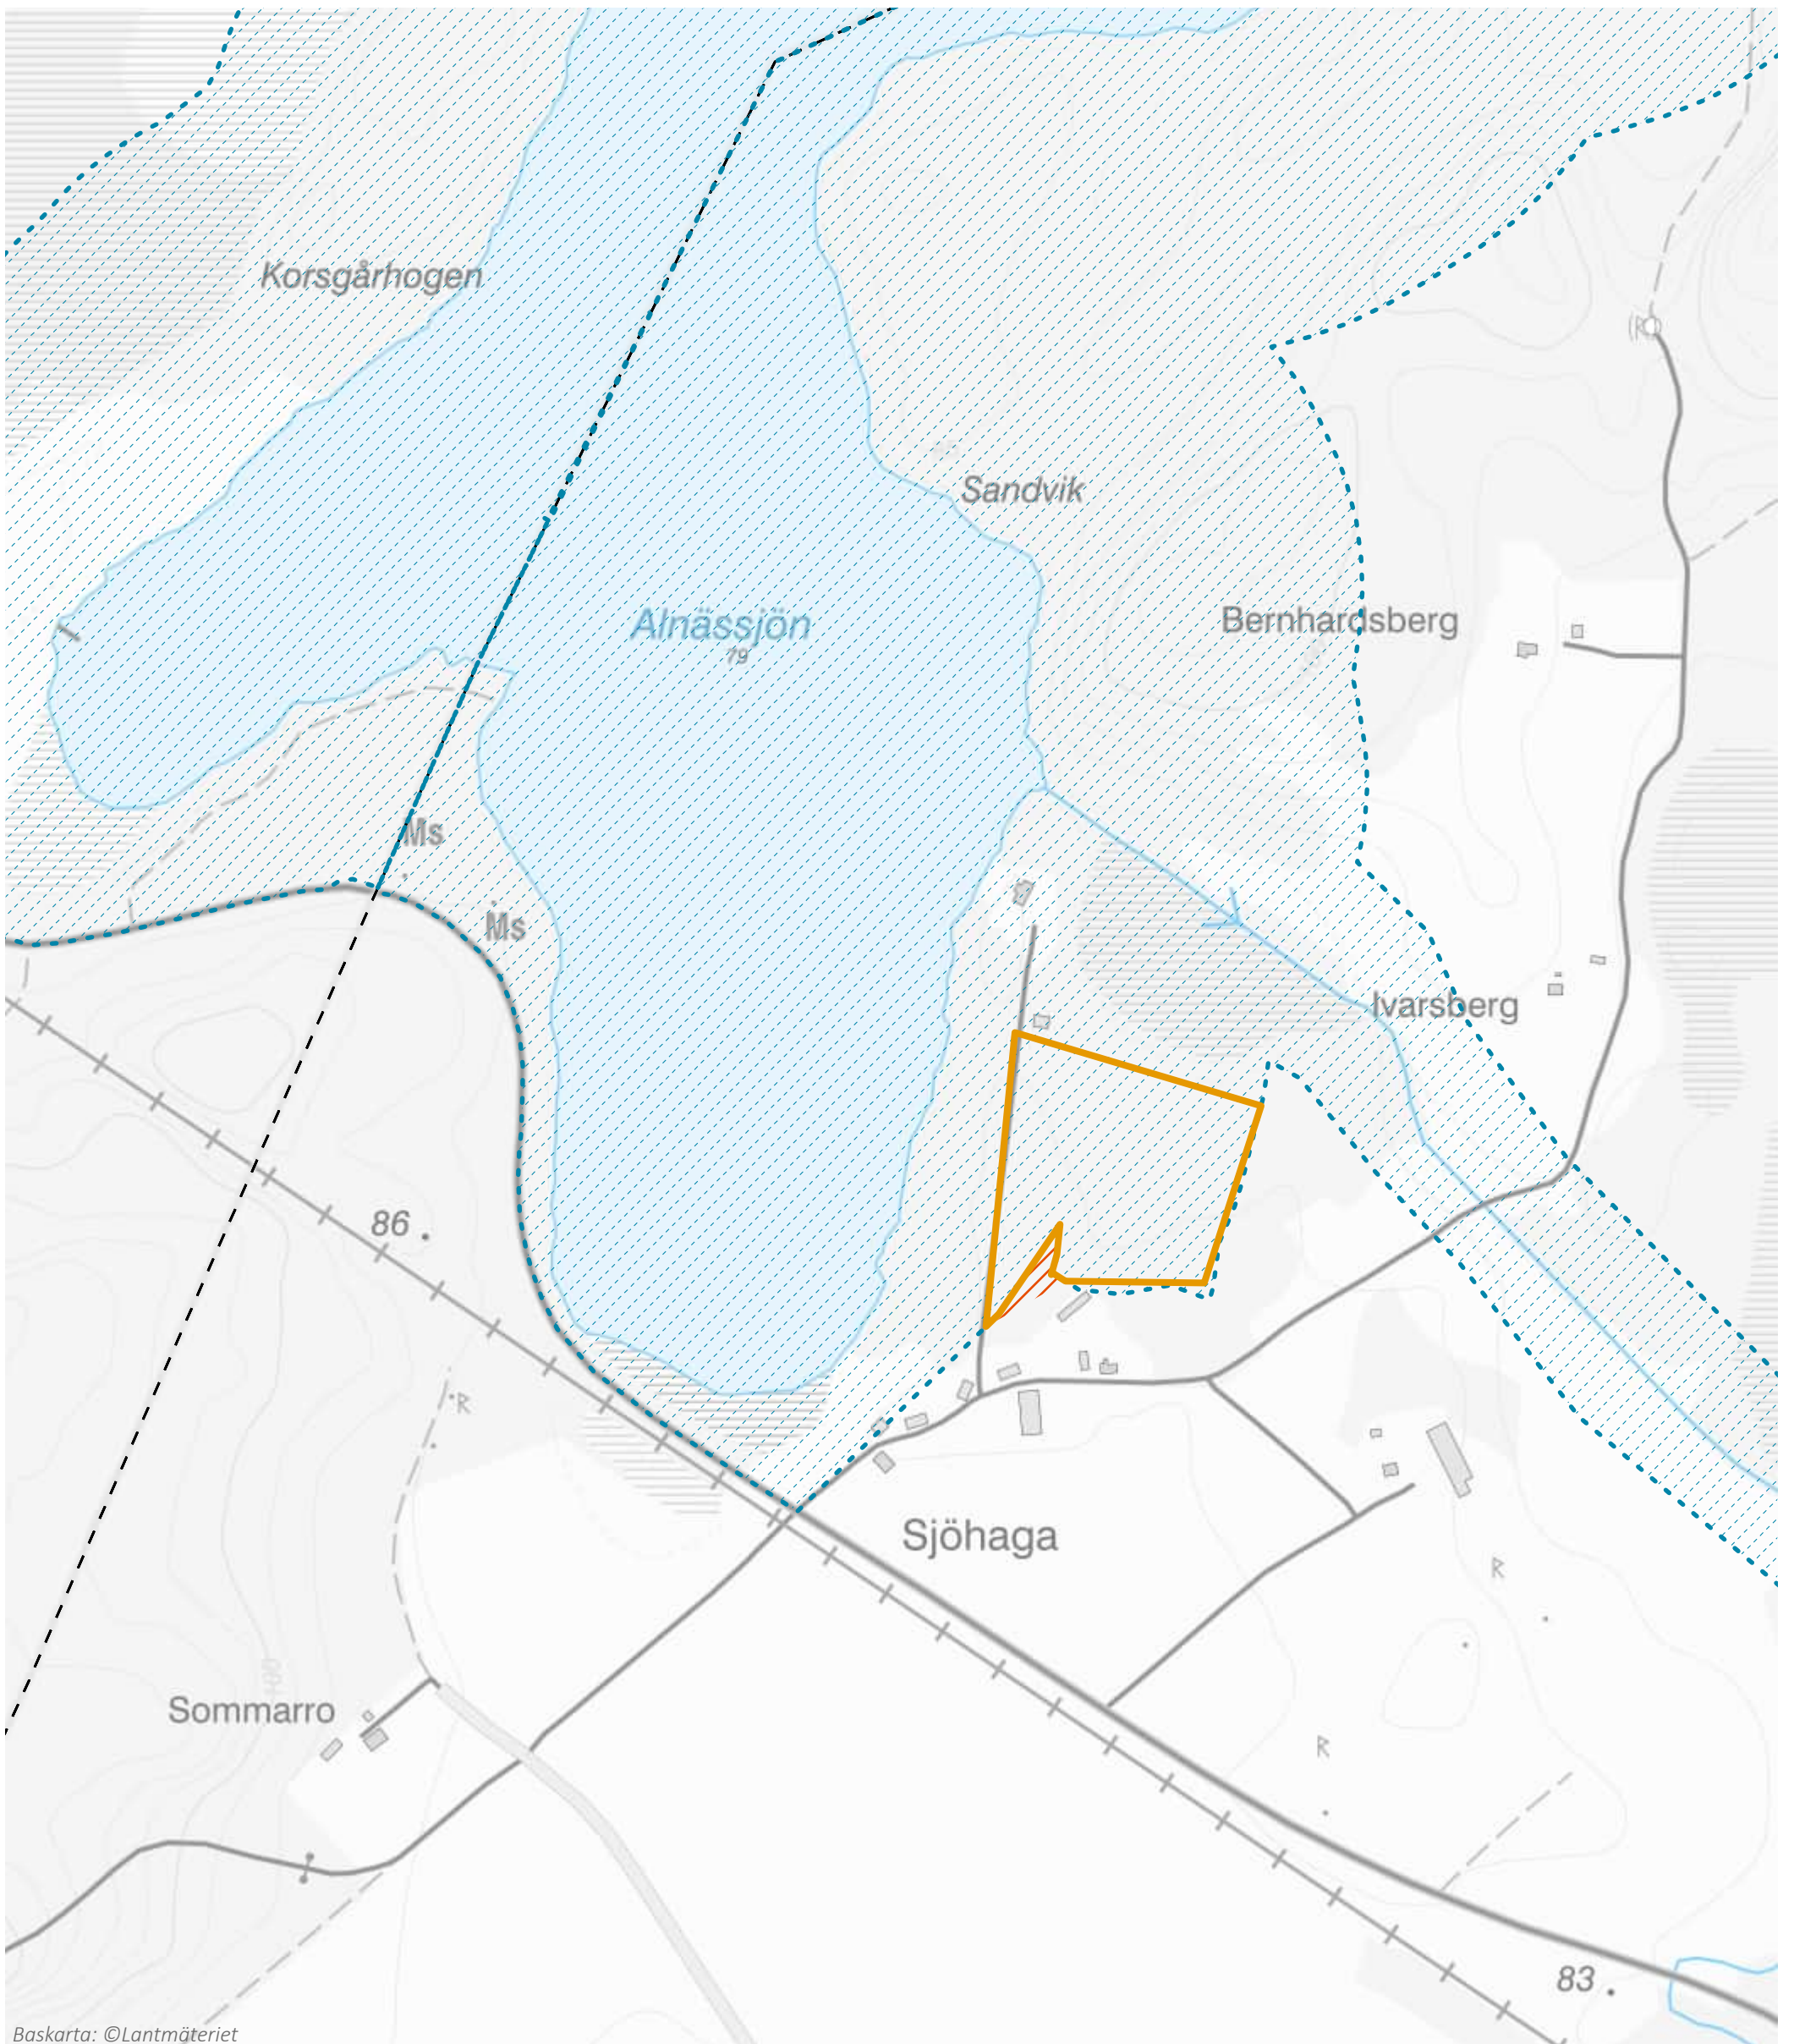 Korsgårhogen
(R)
Sandvik
Alnässjön
79
Bernhardsberg
Ms
Ms
Ivarsberg
86
R
Sjöhaga
R
Sommarro
R
83
Baskarta: ©Lantmäteriet